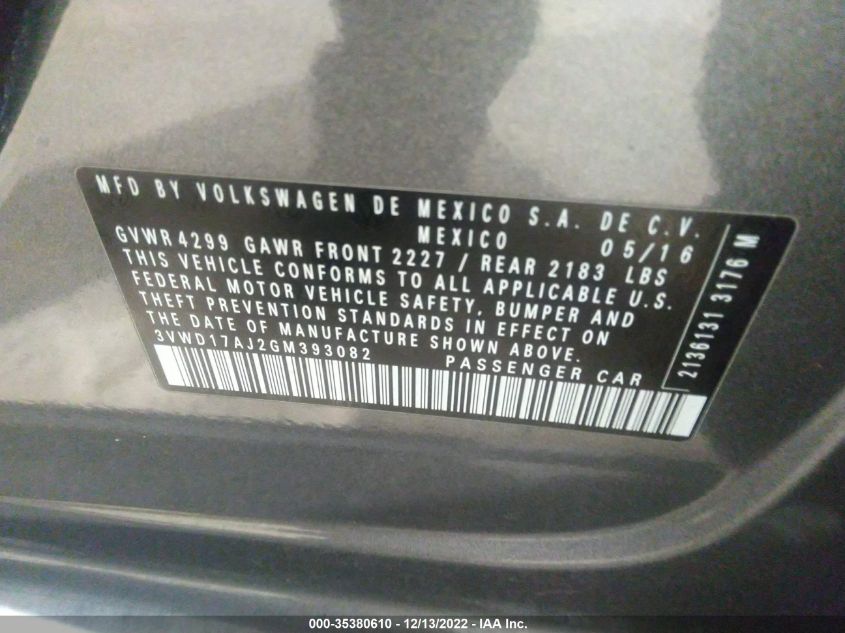 MFD BY VOLKSWAGEN DE MEXICO S.A. DE C.V.
MEXICO 05/16
GVWR 4299 GAWR FRONT 2227 / REAR 2183 LBS
THIS VEHICLE CONFORMS TO ALL APPLICABLE U.S.
FEDERAL MOTOR VEHICLE SAFETY, BUMPER AND
THEFT PREVENTION STANDARDS IN EFFECT ON
THE DATE OF MANUFACTURE SHOWN ABOVE.
3VWD17AJ2GM393082 PASSENGER CAR
2136131 3176 M
000-35380610 - 12/13/2022 - IAA Inc.